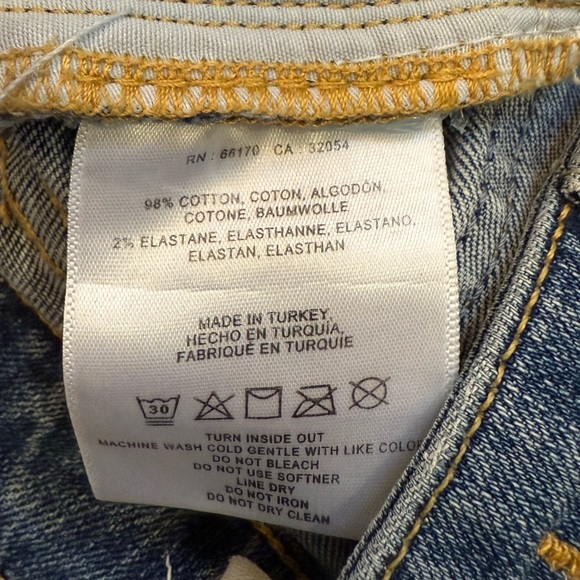 RN : 66170 CA : 32054
98% COTTON, COTON, ALGODÓN,
COTONE, BAUMWOLLE
2% ELASTANE, ELASTHANNE, ELASTANO,
ELASTAN, ELASTHAN
MADE IN TURKEY,
HECHO EN TURQUÍA,
FABRIQUÉ EN TURQUIE
30
TURN INSIDE OUT
MACHINE WASH COLD GENTLE WITH LIKE COLO
DO NOT BLEACH
DO NOT USE SOFTNER
LINE DRY
DO NOT IRON
DO NOT DRY CLEAN